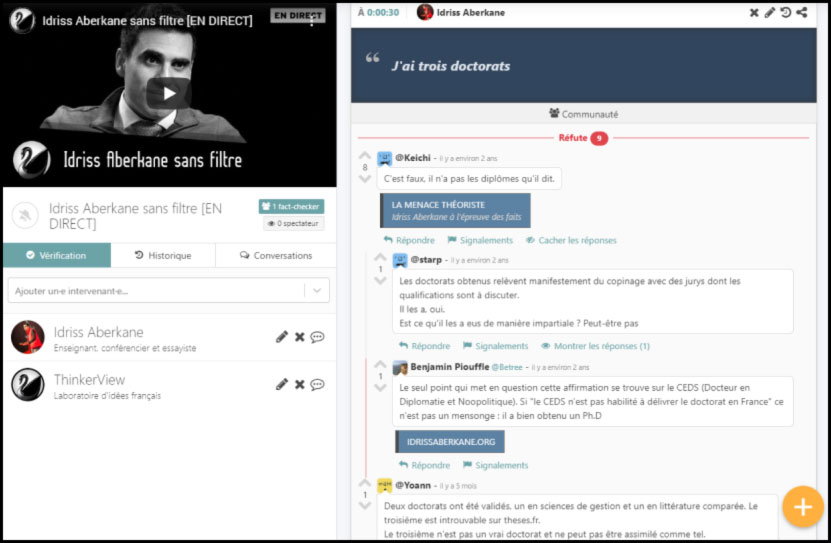 Idriss Aberkane sans filtre [EN DIRECT]
EN DIRECT
Idriss Aberkane sans filtre
Idriss Aberkane sans filtre [EN
DIRECT]
1 fact-checker
0 spectateur
Vérification
Historique
Conversations
Ajouter un·e intervenant·e...
Idriss Aberkane
Enseignant, conférencier et essayiste
ThinkerView
Laboratoire d'idées français
À 0:00:30
Idriss Aberkane
“ J'ai trois doctorats
Communauté
Réfute 9
8
@Keichi - il y a environ 2 ans
C'est faux, il n'a pas les diplômes qu'il dit.
LA MENACE THÉORISTE
Idriss Aberkane à l'épreuve des faits
Répondre Signalements Cacher les réponses
1
@starp - il y a environ 2 ans
Les doctorats obtenus relèvent manifestement du copinage avec des jurys dont les
qualifications sont à discuter.
Il les a, oui.
Est ce qu'il les a eus de manière impartiale ? Peut-être pas
Répondre Signalements Montrer les réponses (1)
1
Benjamin Piouffle @Betree - il y a environ 2 ans
Le seul point qui met en question cette affirmation se trouve sur le CEDS (Docteur en
Diplomatie et Noopolitique). Si "le CEDS n'est pas habilité à délivrer le doctorat en France" ce
n'est pas un mensonge : il a bien obtenu un Ph.D
IDRISSABERKANE.ORG
Répondre Signalements
1
@Yoann - il y a 5 mois
Deux doctorats ont été validés, un en sciences de gestion et un en littérature comparée. Le
troisième est introuvable sur theses.fr.
Le troisième n'est pas un vrai doctorat et ne peut pas être assimilé comme tel.